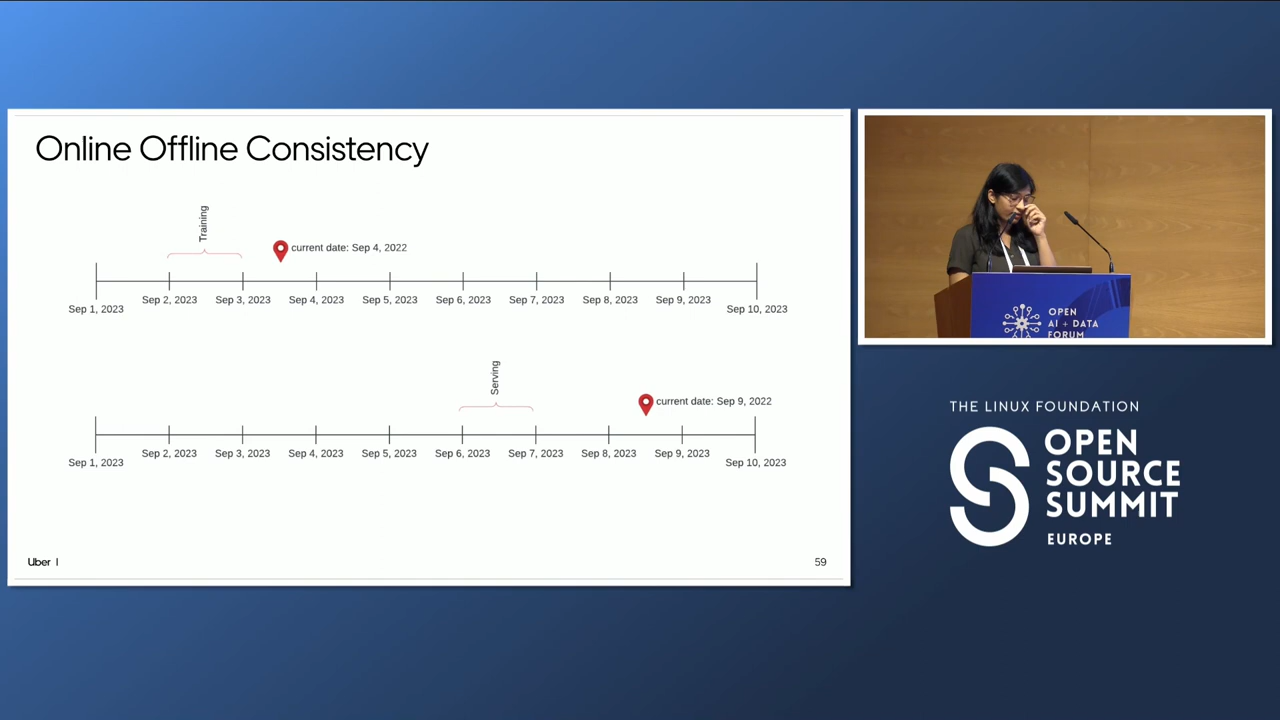 Online Offline Consistency
Training
current date: Sep 4, 2022
Sep 1, 2023
Sep 2, 2023
Sep 3, 2023
Sep 4, 2023
Sep 5, 2023
Sep 6, 2023
Sep 7, 2023
Sep 8, 2023
Sep 9, 2023
Sep 10, 2023
Serving
current date: Sep 9, 2022
Sep 1, 2023
Sep 2, 2023
Sep 3, 2023
Sep 4, 2023
Sep 5, 2023
Sep 6, 2023
Sep 7, 2023
Sep 8, 2023
Sep 9, 2023
Sep 10, 2023
Uber |
59
OPEN
AI + DATA
FORUM
THE LINUX FOUNDATION
OPEN
SOURCE
SUMMIT
EUROPE